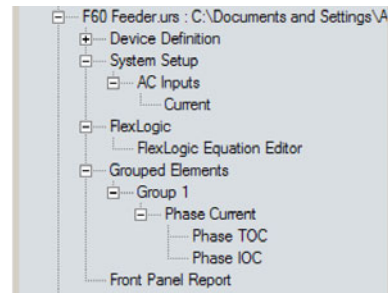 F60 Feeder.urs : C:\Documents and Settings\A
Device Definition
System Setup
AC Inputs
Current
FlexLogic
FlexLogic Equation Editor
Grouped Elements
Group 1
Phase Current
Phase TOC
Phase IOC
Front Panel Report